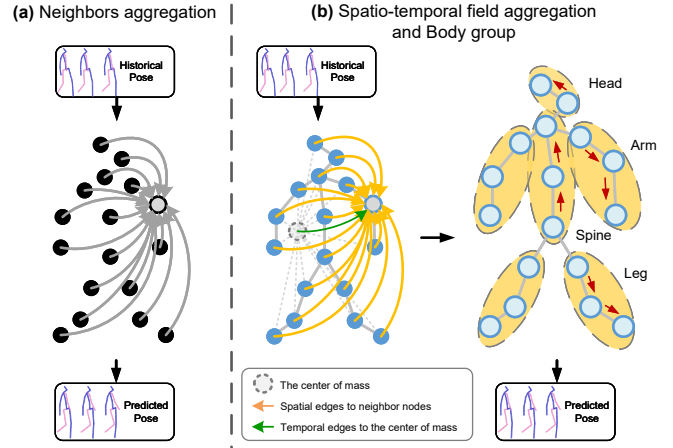 (a) Neighbors aggregation
Historical
Pose
Predicted
Pose
(b) Spatio-temporal field aggregation
and Body group
Historical
Pose
Head
Arm
Spine
Leg
The center of mass
Spatial edges to neighbor nodes
Temporal edges to the center of mass
Predicted
Pose